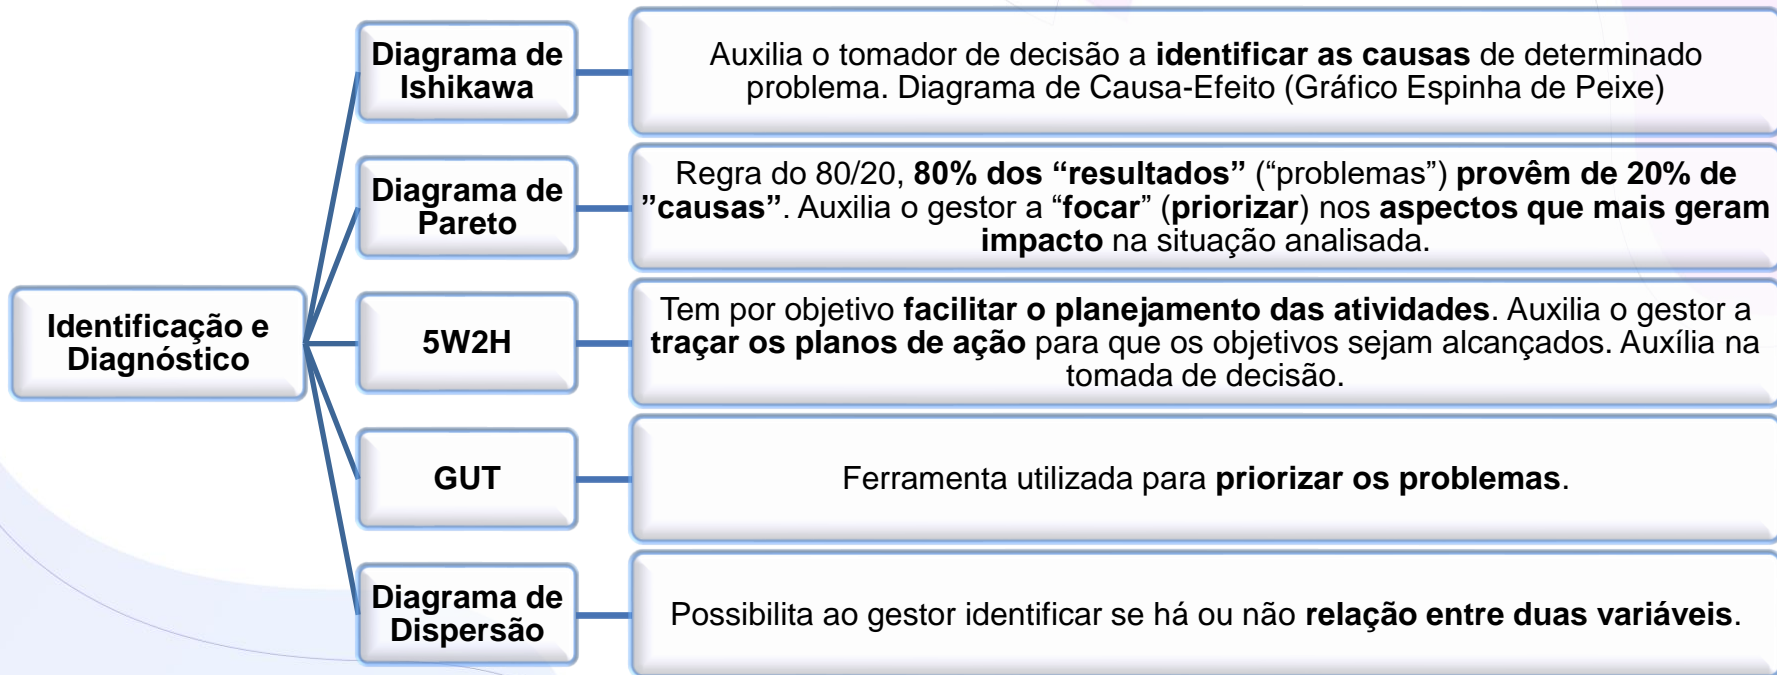 Identificação e
Diagnóstico
Diagrama de
Ishikawa
Auxilia o tomador de decisão a identificar as causas de determinado
problema. Diagrama de Causa-Efeito (Gráfico Espinha de Peixe)
Diagrama de
Pareto
Regra do 80/20, 80% dos “resultados” (“problemas”) provêm de 20% de
”causas”. Auxilia o gestor a “focar” (priorizar) nos aspectos que mais geram
impacto na situação analisada.
5W2H
Tem por objetivo facilitar o planejamento das atividades. Auxilia o gestor a
traçar os planos de ação para que os objetivos sejam alcançados. Auxília na
tomada de decisão.
GUT
Ferramenta utilizada para priorizar os problemas.
Diagrama de
Dispersão
Possibilita ao gestor identificar se há ou não relação entre duas variáveis.